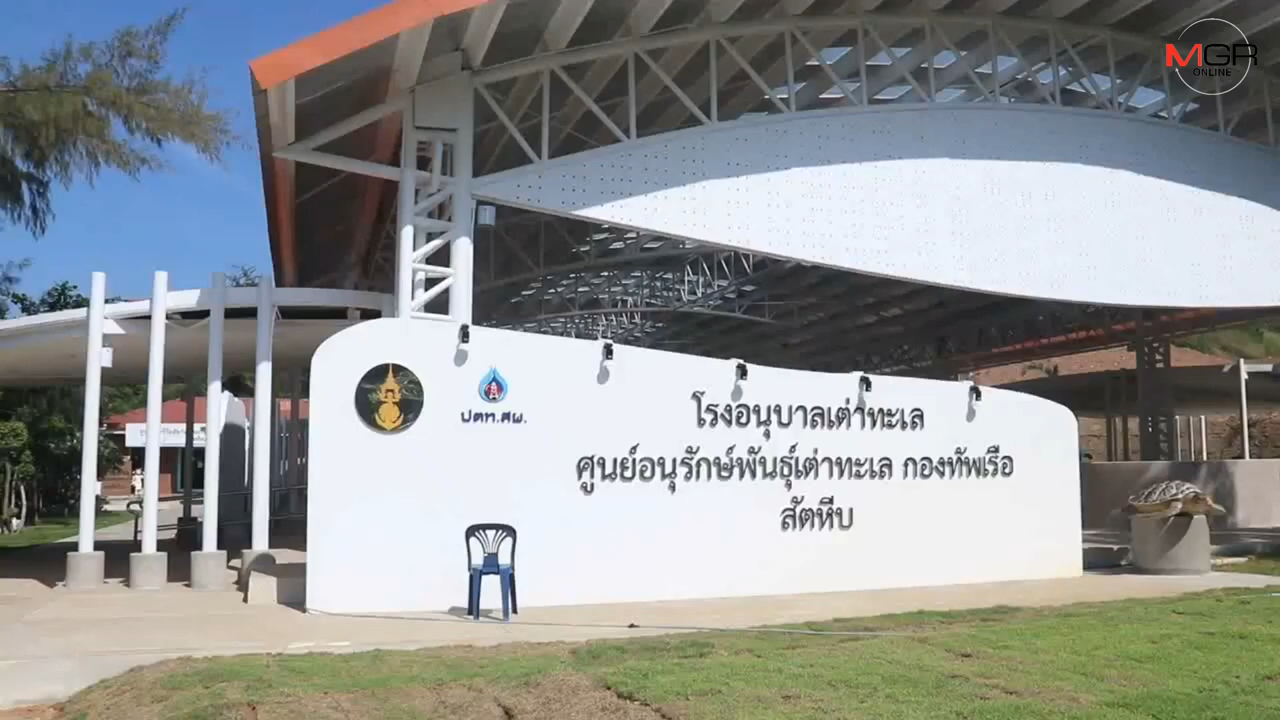 MGR
ONLINE
ปตท.สผ.
โรงอนุบาลเต่าทะเล
ศูนย์อนุรักษ์พันธุ์เต่าทะเล กองทัพเรือ
สัตหีบ